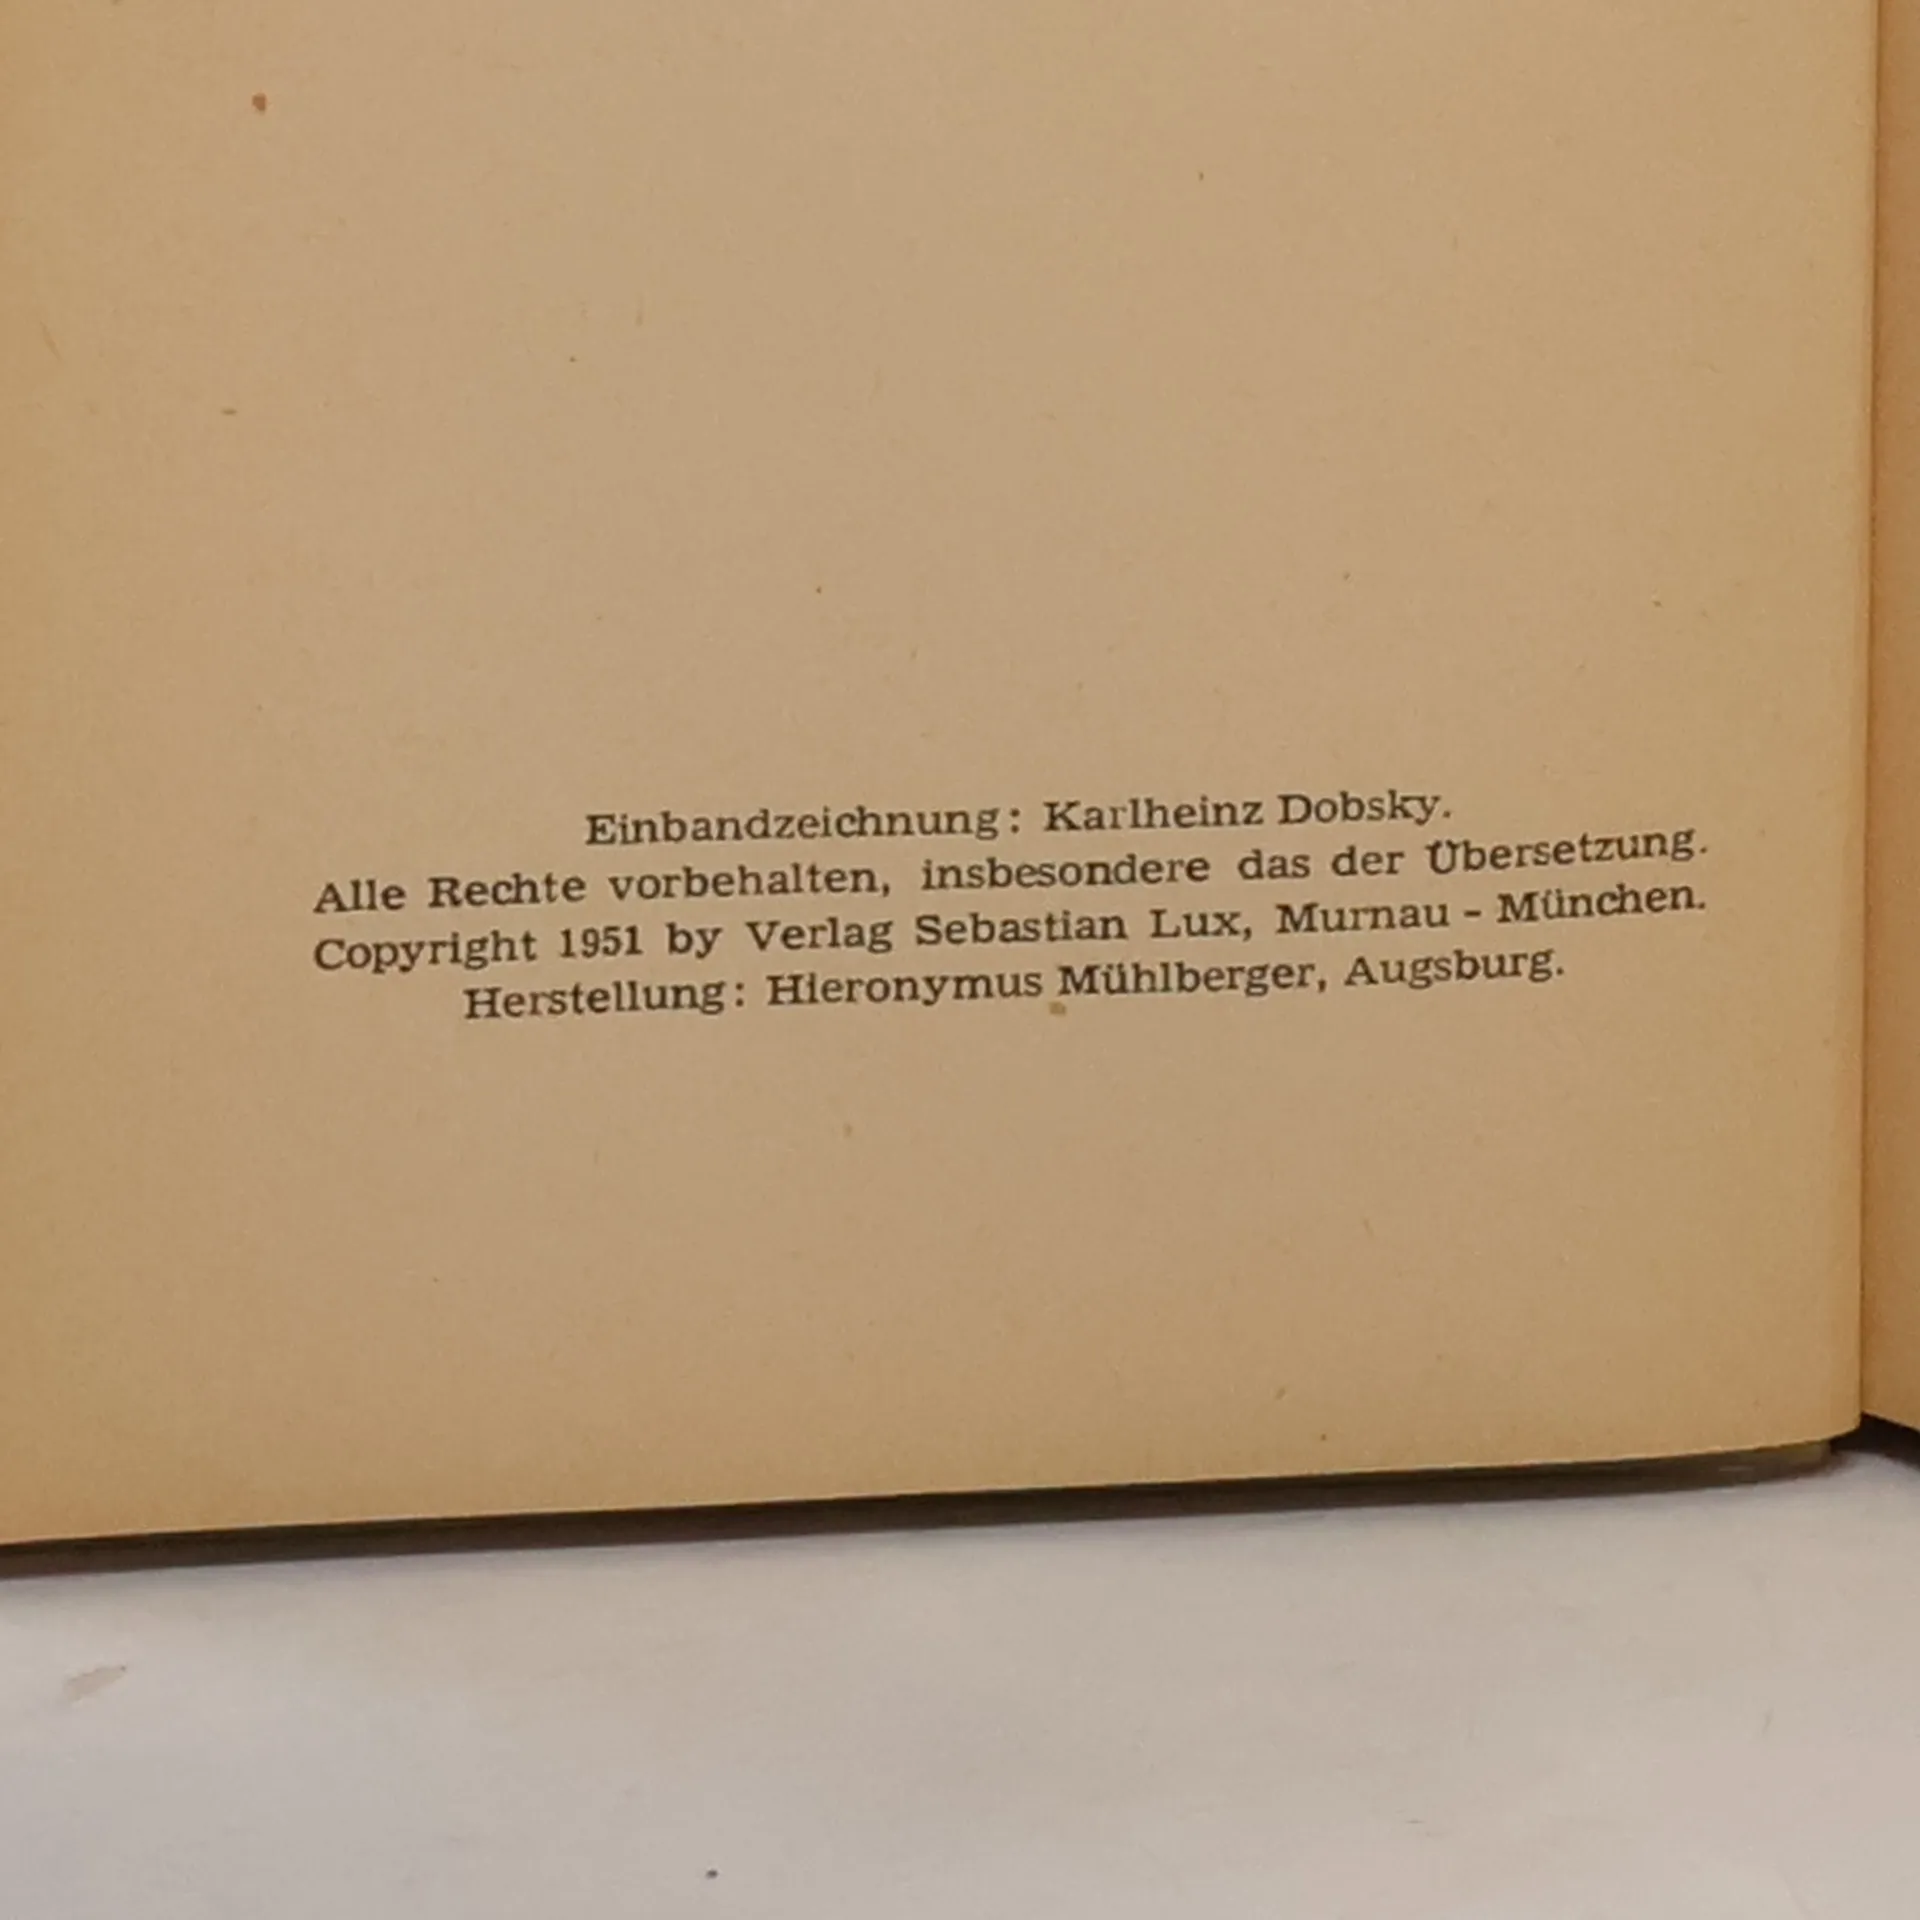 Einbandzeichnung: Karlheinz Dobsky.
Alle Rechte vorbehalten, insbesondere das der Übersetzung.
Copyright 1951 by Verlag Sebastian Lux, Murnau - München.
Herstellung: Hieronymus Mühlberger, Augsburg.